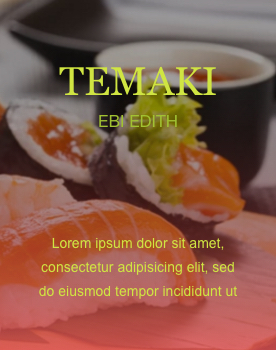 TEMAKI
EBI EDITH
Lorem ipsum dolor sit amet,
consectetur adipisicing elit, sed
do eiusmod tempor incididunt ut